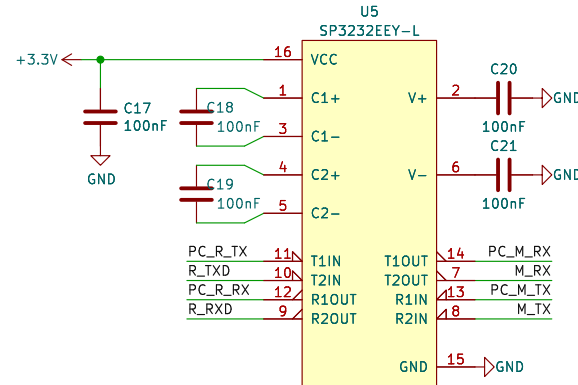 U5
SP3232EEY-L
+3.3V
16 VCC
C17
100nF
GND
1 C1+
C18
100nF
3 C1-
4 C2+
C19
100nF
5 C2-
V+ 2
C20
100nF
GND
V- 6
C21
100nF
GND
PC_R_TX 11 T1IN
R_TXD 10 T2IN
PC_R_RX 12 R1OUT
R_RXD 9 R2OUT
T1OUT 14 PC_M_RX
T2OUT 7 M_RX
R1IN 13 PC_M_TX
R2IN 8 M_TX
GND 15 GND